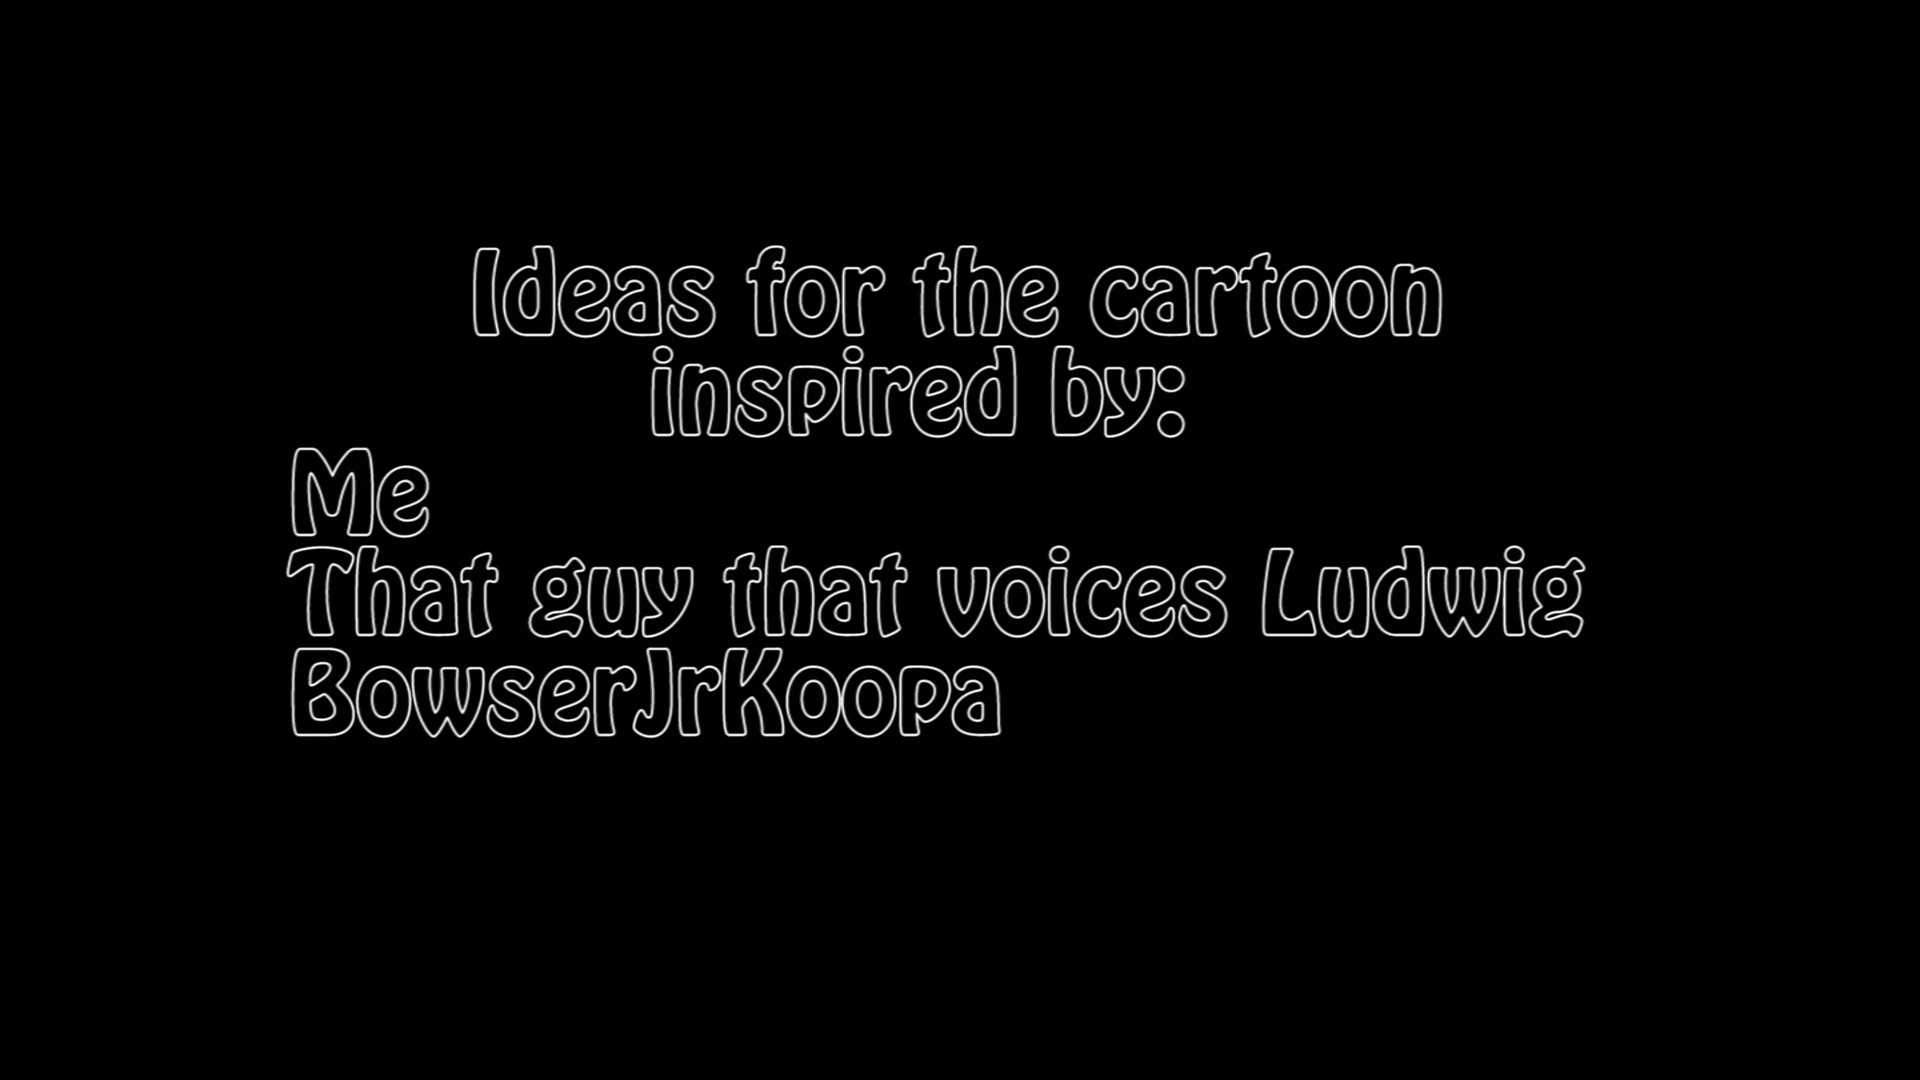 Ideas for the cartoon
inspired by:
Me
That guy that voices Ludwig
BowserJrKoopa